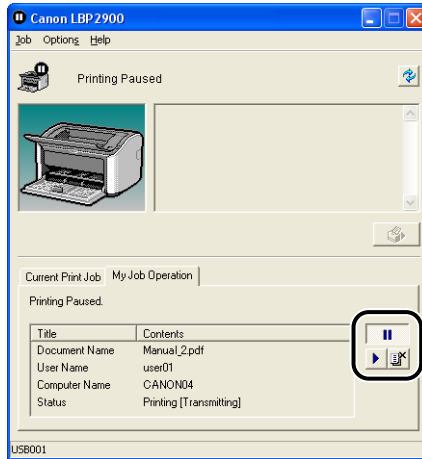 Canon LBP2900
Job Options Help
Printing Paused
Current Print Job My Job Operation
Printing Paused.
Title Contents
Document Name Manual_2.pdf
User Name user01
Computer Name CANON04
Status Printing [Transmitting]
USB001